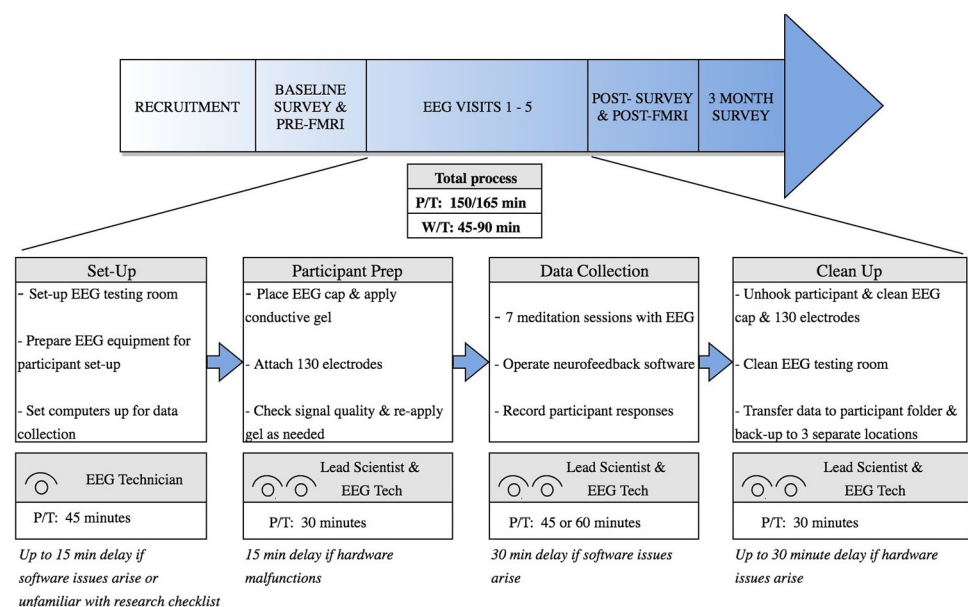 RECRUITMENT
BASELINE
SURVEY &
PRE-FMRI
EEG VISITS 1 - 5
POST- SURVEY
& POST-FMRI
3 MONTH
SURVEY
Total process
P/T: 150/165 min
W/T: 45-90 min
Set-Up
- Set-up EEG testing room
- Prepare EEG equipment for
participant set-up
- Set computers up for data
collection
EEG Technician
P/T: 45 minutes
Up to 15 min delay if
software issues arise or
unfamiliar with research checklist
Participant Prep
- Place EEG cap & apply
conductive gel
- Attach 130 electrodes
- Check signal quality & re-apply
gel as needed
Lead Scientist &
EEG Tech
P/T: 30 minutes
15 min delay if hardware
malfunctions
Data Collection
- 7 meditation sessions with EEG
- Operate neurofeedback software
- Record participant responses
Lead Scientist &
EEG Tech
P/T: 45 or 60 minutes
30 min delay if software issues
arise
Clean Up
- Unhook participant & clean EEG
cap & 130 electrodes
- Clean EEG testing room
- Transfer data to participant folder &
back-up to 3 separate locations
Lead Scientist &
EEG Tech
P/T: 30 minutes
Up to 30 minute delay if hardware
issues arise